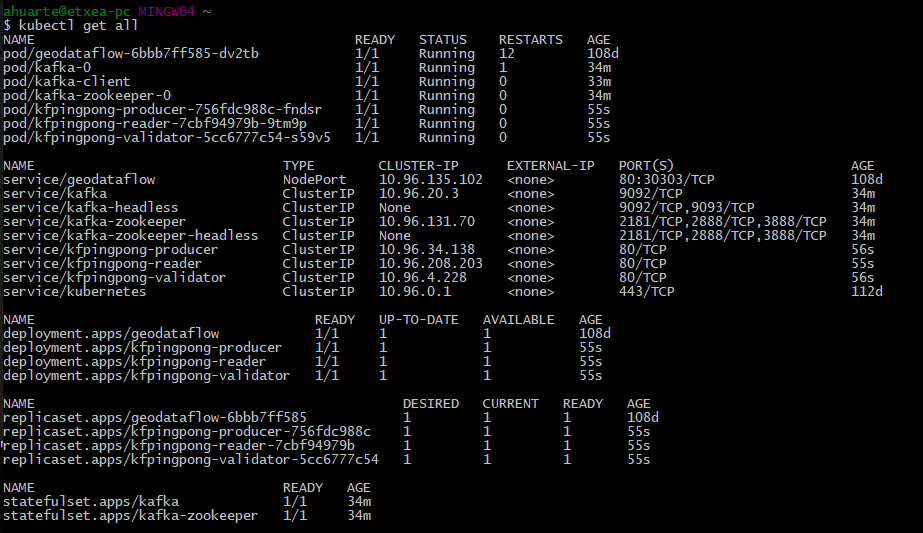 ahuarte@etxea-pc MINGW64 ~
$ kubectl get all
NAME READY STATUS RESTARTS AGE
pod/geodataflow-6bbb7ff585-dv2tb 1/1 Running 12 108d
pod/kafka-0 1/1 Running 1 34m
pod/kafka-client 1/1 Running 0 33m
pod/kafka-zookeeper-0 1/1 Running 0 34m
pod/kfpingpong-producer-756fdc988c-fndsr 1/1 Running 0 55s
pod/kfpingpong-reader-7cbf94979b-9tm9p 1/1 Running 0 55s
pod/kfpingpong-validator-5cc6777c54-s59v5 1/1 Running 0 55s
NAME TYPE CLUSTER-IP EXTERNAL-IP PORT(S) AGE
service/geodataflow NodePort 10.96.135.102 <none> 80:30303/TCP 108d
service/kafka ClusterIP 10.96.20.3 <none> 9092/TCP 34m
service/kafka-headless ClusterIP None <none> 9092/TCP,9093/TCP 34m
service/kafka-zookeeper ClusterIP 10.96.131.70 <none> 2181/TCP,2888/TCP,3888/TCP 34m
service/kafka-zookeeper-headless ClusterIP None <none> 2181/TCP,2888/TCP,3888/TCP 34m
service/kfpingpong-producer ClusterIP 10.96.34.138 <none> 80/TCP 56s
service/kfpingpong-reader ClusterIP 10.96.208.203 <none> 80/TCP 55s
service/kfpingpong-validator ClusterIP 10.96.4.228 <none> 80/TCP 56s
service/kubernetes ClusterIP 10.96.0.1 <none> 443/TCP 112d
NAME READY UP-TO-DATE AVAILABLE AGE
deployment.apps/geodataflow 1/1 1 1 108d
deployment.apps/kfpingpong-producer 1/1 1 1 55s
deployment.apps/kfpingpong-reader 1/1 1 1 55s
deployment.apps/kfpingpong-validator 1/1 1 1 55s
NAME DESIRED CURRENT READY AGE
replicaset.apps/geodataflow-6bbb7ff585 1 1 1 108d
replicaset.apps/kfpingpong-producer-756fdc988c 1 1 1 55s
replicaset.apps/kfpingpong-reader-7cbf94979b 1 1 1 55s
replicaset.apps/kfpingpong-validator-5cc6777c54 1 1 1 55s
NAME READY AGE
statefulset.apps/kafka 1/1 34m
statefulset.apps/kafka-zookeeper 1/1 34m